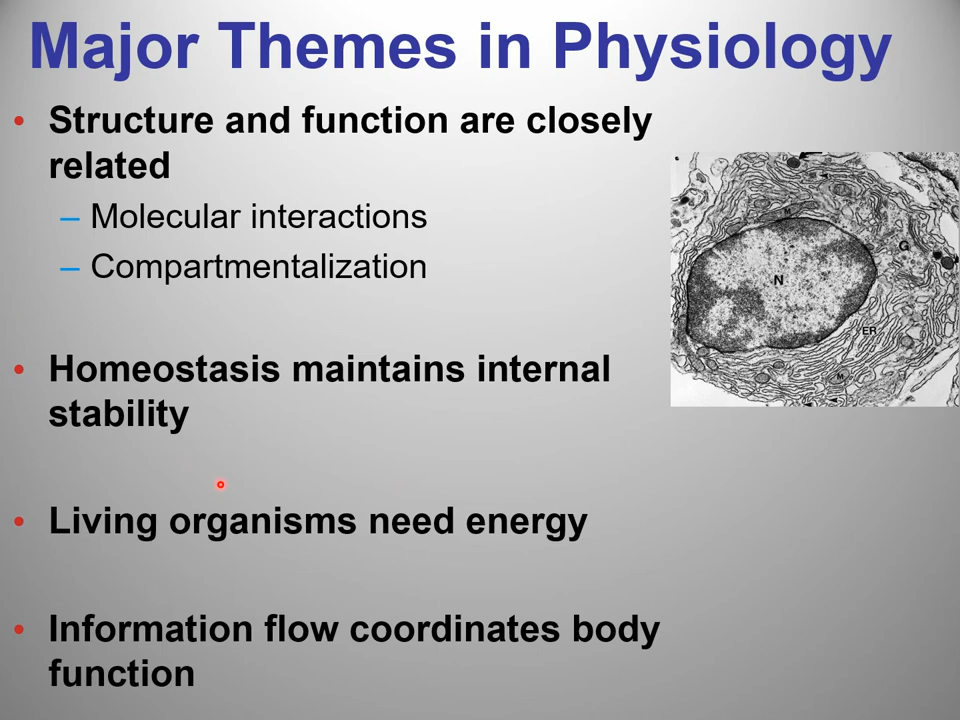 Major Themes in Physiology
• Structure and function are closely
related
– Molecular interactions
– Compartmentalization
• Homeostasis maintains internal
stability
• Living organisms need energy
• Information flow coordinates body
function
M
G
N
ER
M